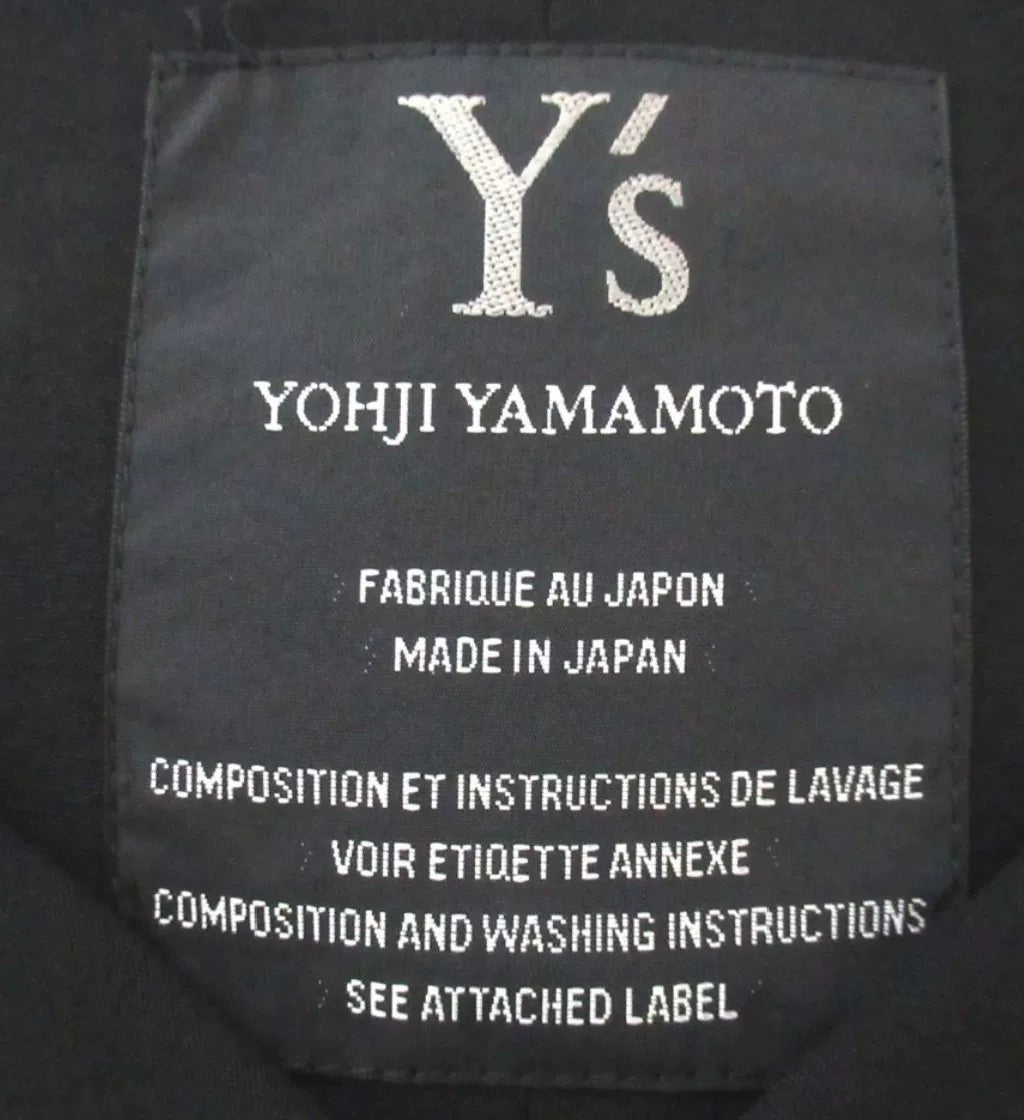 Y's
YOHJI YAMAMOTO
FABRIQUE AU JAPON
MADE IN JAPAN
COMPOSITION ET INSTRUCTIONS DE LAVAGE
VOIR ETIQETTE ANNEXE
COMPOSITION AND WASHING INSTRUCTIONS
SEE ATTACHED LABEL